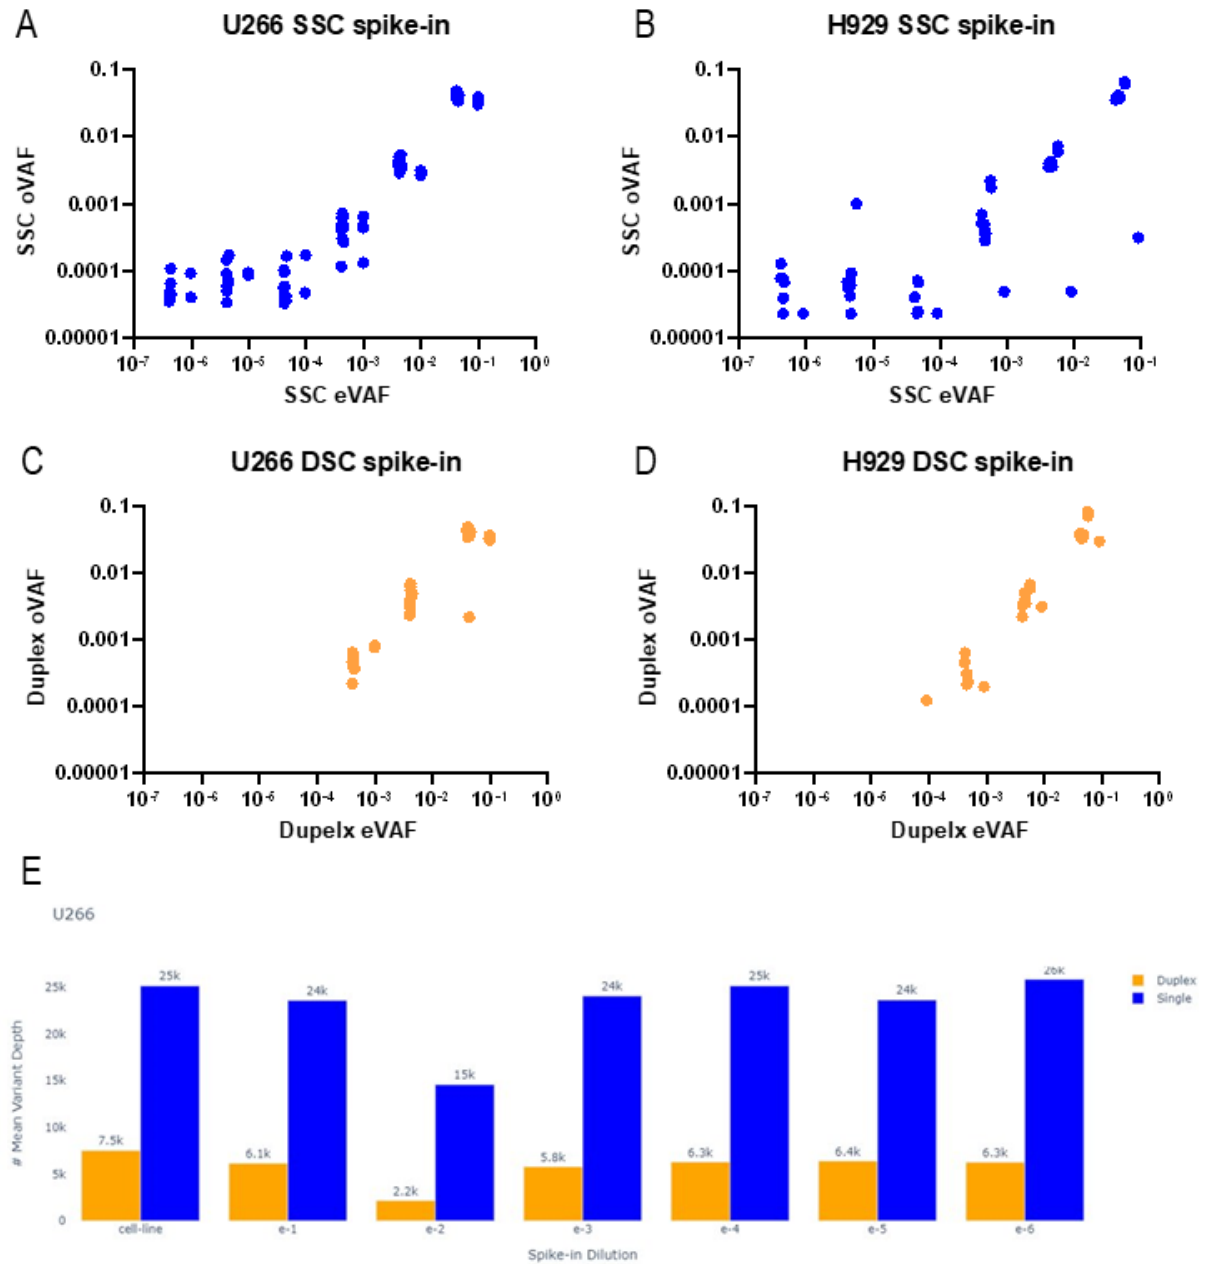 A
U266 SSC spike-in
0.1
0.01
0.001
0.0001
0.00001
SSC oVAF
10⁻⁷ 10⁻⁶ 10⁻⁵ 10⁻⁴ 10⁻³ 10⁻² 10⁻¹ 10⁰
SSC eVAF
B
H929 SSC spike-in
0.1
0.01
0.001
0.0001
0.00001
SSC oVAF
10⁻⁷ 10⁻⁶ 10⁻⁵ 10⁻⁴ 10⁻³ 10⁻² 10⁻¹
SSC eVAF
C
U266 DSC spike-in
0.1
0.01
0.001
0.0001
0.00001
Duplex oVAF
10⁻⁷ 10⁻⁶ 10⁻⁵ 10⁻⁴ 10⁻³ 10⁻² 10⁻¹ 10⁰
Dupelx eVAF
D
H929 DSC spike-in
0.1
0.01
0.001
0.0001
0.00001
Duplex oVAF
10⁻⁷ 10⁻⁶ 10⁻⁵ 10⁻⁴ 10⁻³ 10⁻² 10⁻¹ 10⁰
Dupelx eVAF
E
U266
# Mean Variant Depth
25k
20k
15k
10k
5k
0
7.5k 25k 6.1k 24k 2.2k 15k 5.8k 24k 6.3k 25k 6.4k 24k 6.3k 26k
cell-line e-1 e-2 e-3 e-4 e-5 e-6
Spike-in Dilution
Duplex
Single